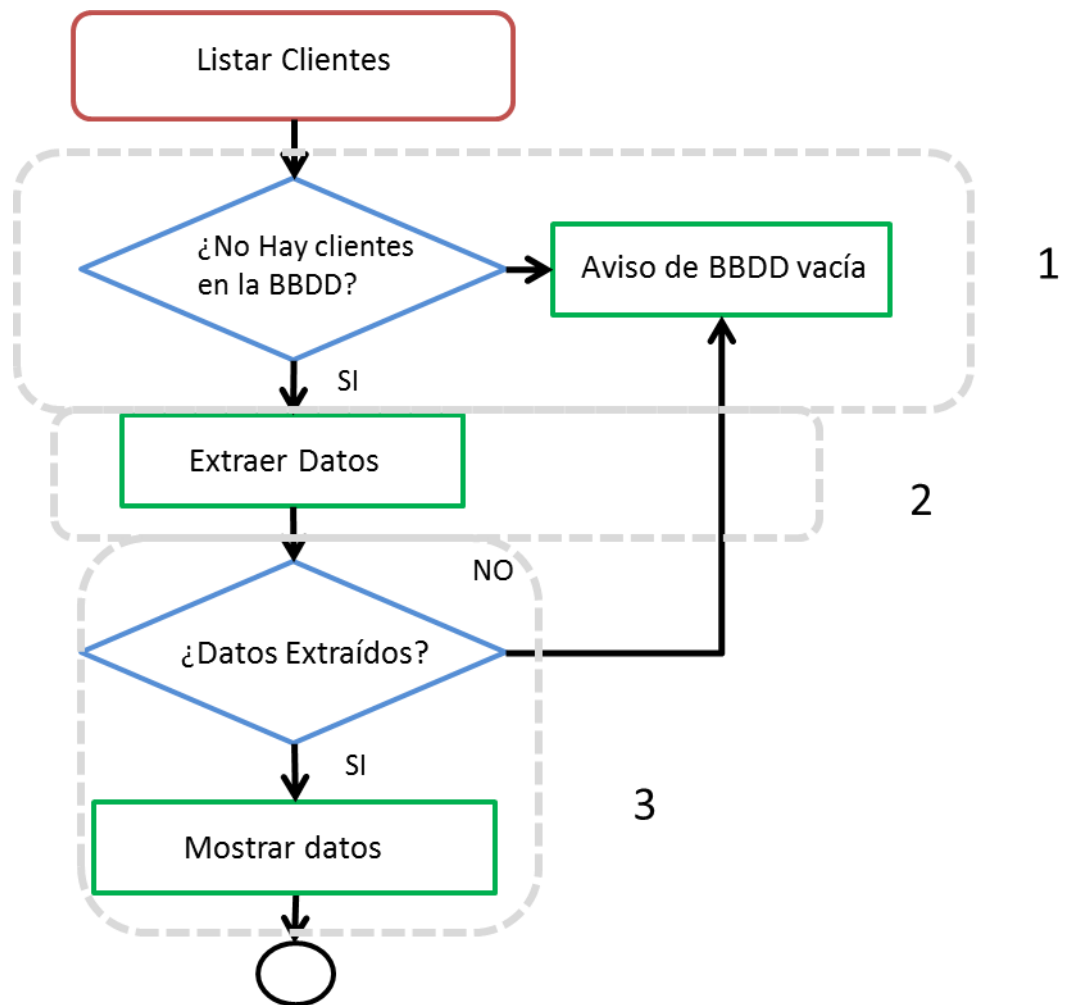 Listar Clientes
¿No Hay clientes
en la BBDD?
Aviso de BBDD vacía
1
SI
Extraer Datos
2
NO
¿Datos Extraídos?
SI
3
Mostrar datos